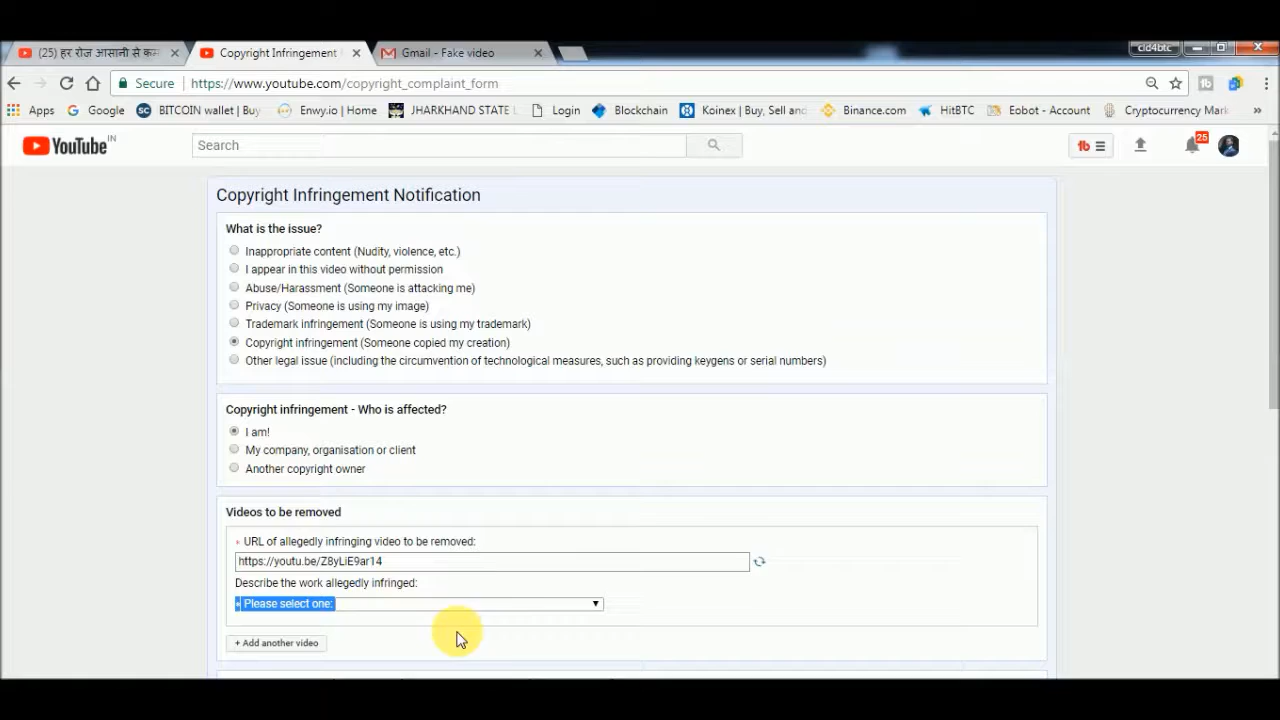 (25) हर रोज आसानी से कम
Copyright Infringement
Gmail - Fake video
cld4btc
Secure
https://www.youtube.com/copyright_complaint_form
Apps
Google
BITCOIN wallet | Buy
Enwy.io | Home
JHARKHAND STATE
Login
Blockchain
Koinex | Buy, Sell and
Binance.com
HitBTC
Eobot - Account
Cryptocurrency Mark
YouTube IN
Search
25
Copyright Infringement Notification
What is the issue?
Inappropriate content (Nudity, violence, etc.)
I appear in this video without permission
Abuse/Harassment (Someone is attacking me)
Privacy (Someone is using my image)
Trademark infringement (Someone is using my trademark)
Copyright infringement (Someone copied my creation)
Other legal issue (including the circumvention of technological measures, such as providing keygens or serial numbers)
Copyright infringement - Who is affected?
I am!
My company, organisation or client
Another copyright owner
Videos to be removed
* URL of allegedly infringing video to be removed:
https://youtu.be/Z8yLiE9ar14
Describe the work allegedly infringed:
* Please select one:
+ Add another video